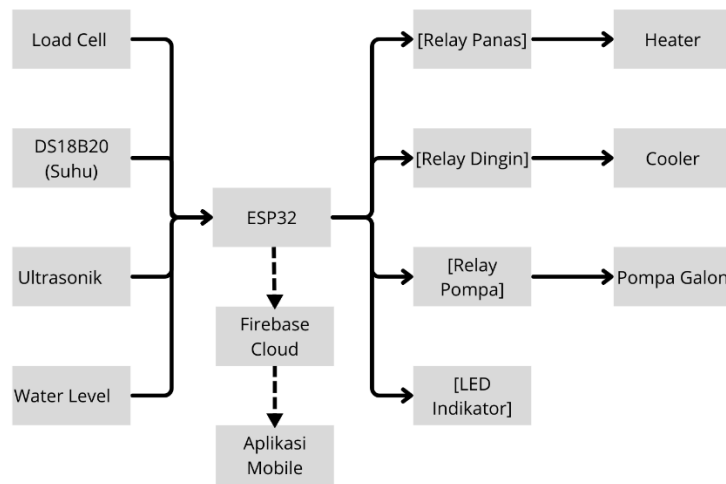 Load Cell
DS18B20
(Suhu)
Ultrasonik
Water Level
ESP32
Firebase
Cloud
Aplikasi
Mobile
[Relay Panas]
[Relay Dingin]
[Relay
Pompa]
[LED
Indikator]
Heater
Cooler
Pompa Galon